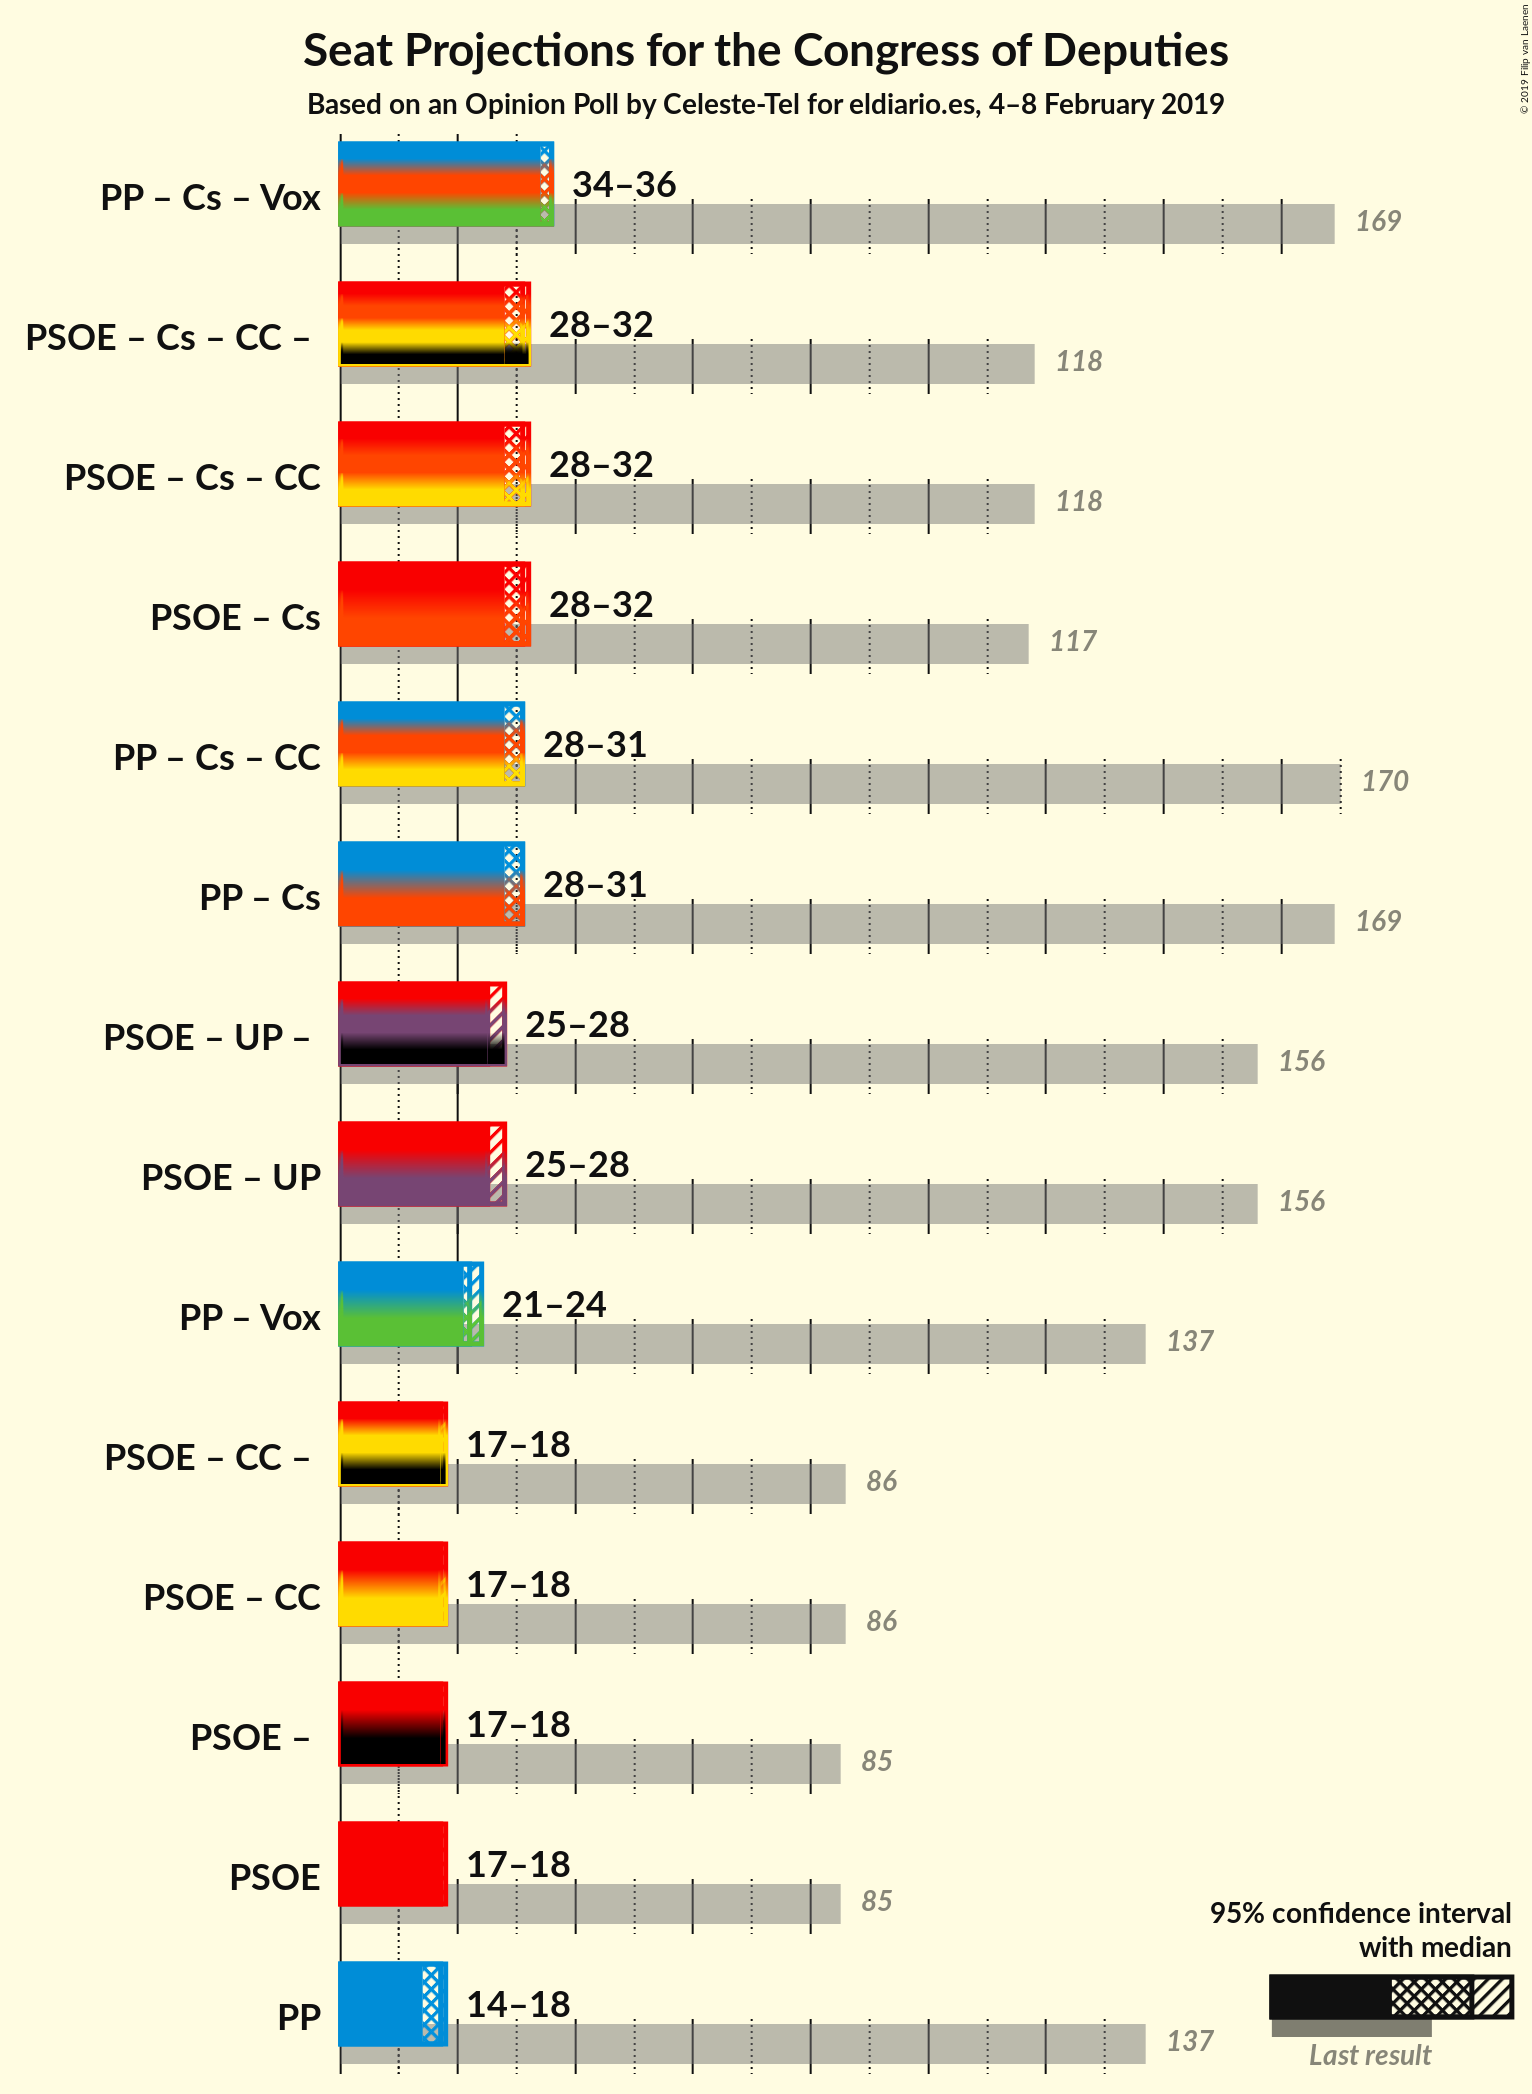 Seat Projections for the Congress of Deputies
Based on an Opinion Poll by Celeste-Tel for eldiario.es, 4–8 February 2019
© 2019 Filip van Laenen
PP – Cs – Vox
34–36
169
PSOE – Cs – CC –
28–32
118
PSOE – Cs – CC
28–32
118
PSOE – Cs
28–32
117
PP – Cs – CC
28–31
170
PP – Cs
28–31
169
PSOE – UP –
25–28
156
PSOE – UP
25–28
156
PP – Vox
21–24
137
PSOE – CC –
17–18
86
PSOE – CC
17–18
86
PSOE –
17–18
85
PSOE
17–18
85
PP
14–18
137
95% confidence interval
with median
Last result